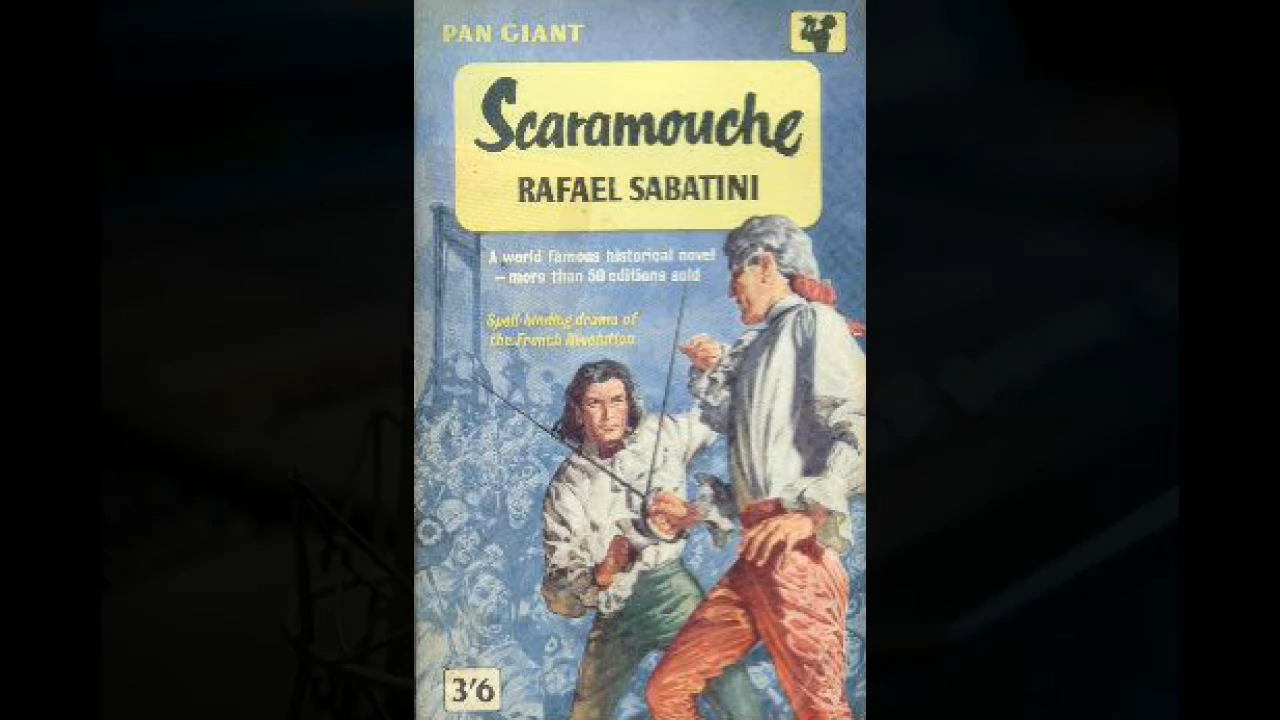 PAN GIANT
Scaramouche
RAFAEL SABATINI
A world famous historical novel
– more than 50 editions sold
Spell-binding drama of
the French Revolution
3'6